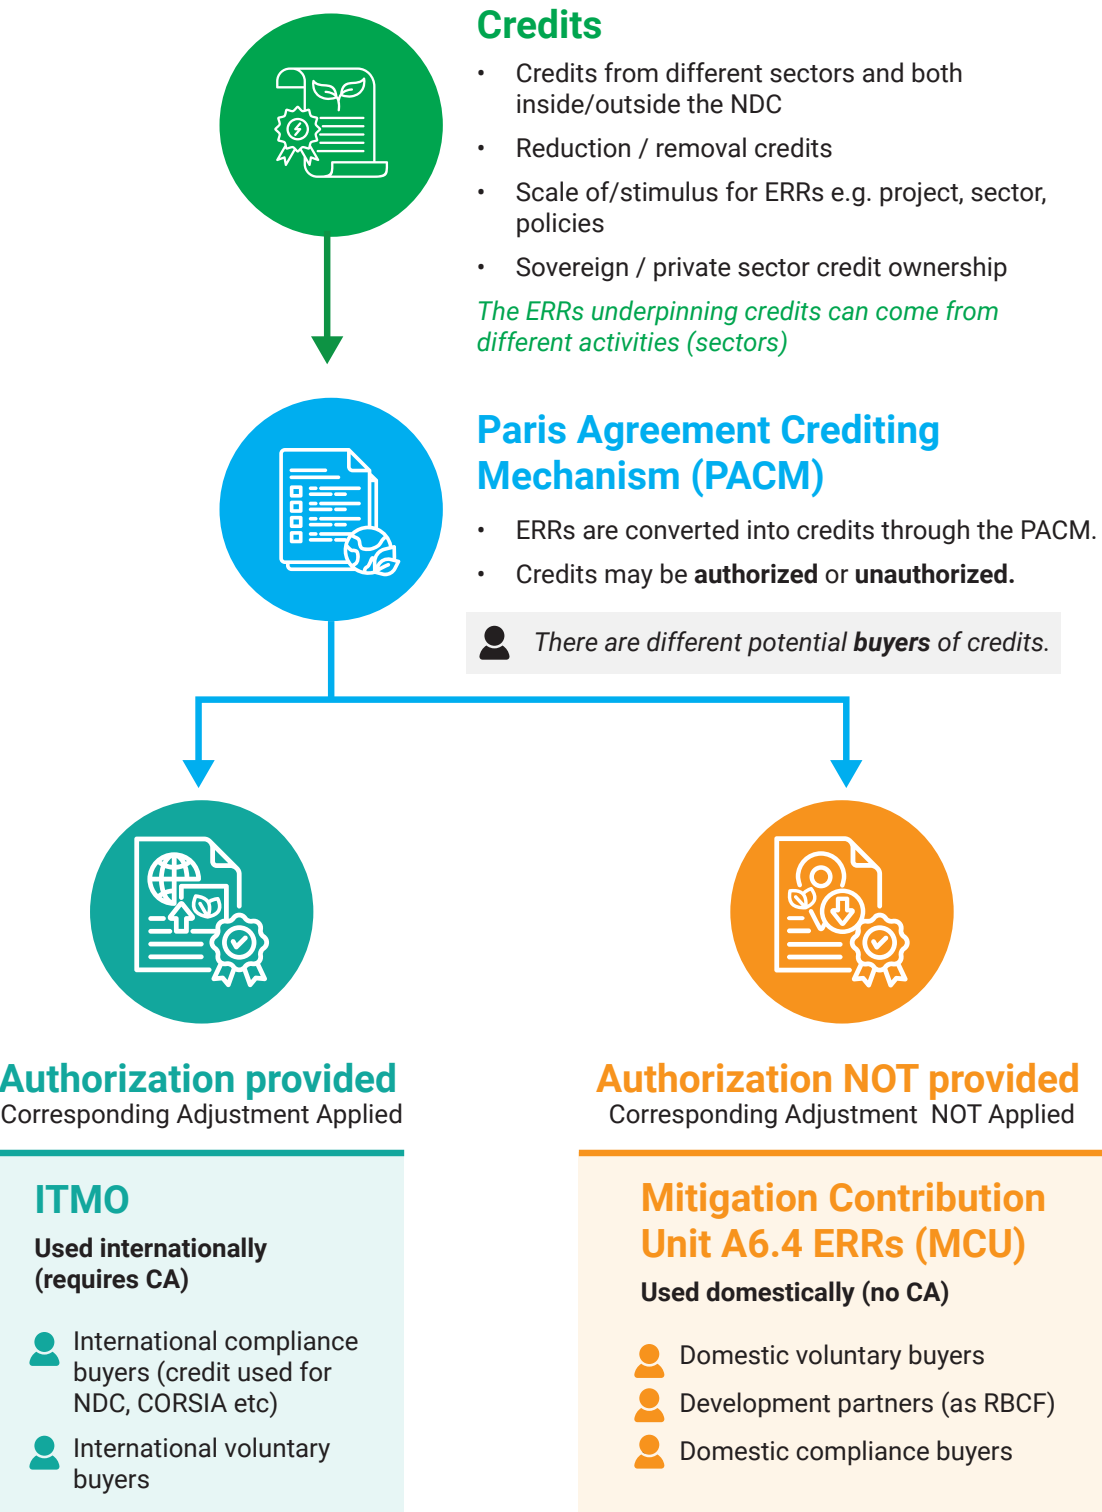 Credits
• Credits from different sectors and both
inside/outside the NDC
• Reduction / removal credits
• Scale of/stimulus for ERRs e.g. project, sector,
policies
• Sovereign / private sector credit ownership
The ERRs underpinning credits can come from
different activities (sectors)
Paris Agreement Crediting
Mechanism (PACM)
• ERRs are converted into credits through the PACM.
• Credits may be authorized or unauthorized.
There are different potential buyers of credits.
Authorization provided
Corresponding Adjustment Applied
ITMO
Used internationally
(requires CA)
International compliance
buyers (credit used for
NDC, CORSIA etc)
International voluntary
buyers
Authorization NOT provided
Corresponding Adjustment NOT Applied
Mitigation Contribution
Unit A6.4 ERRs (MCU)
Used domestically (no CA)
Domestic voluntary buyers
Development partners (as RBCF)
Domestic compliance buyers